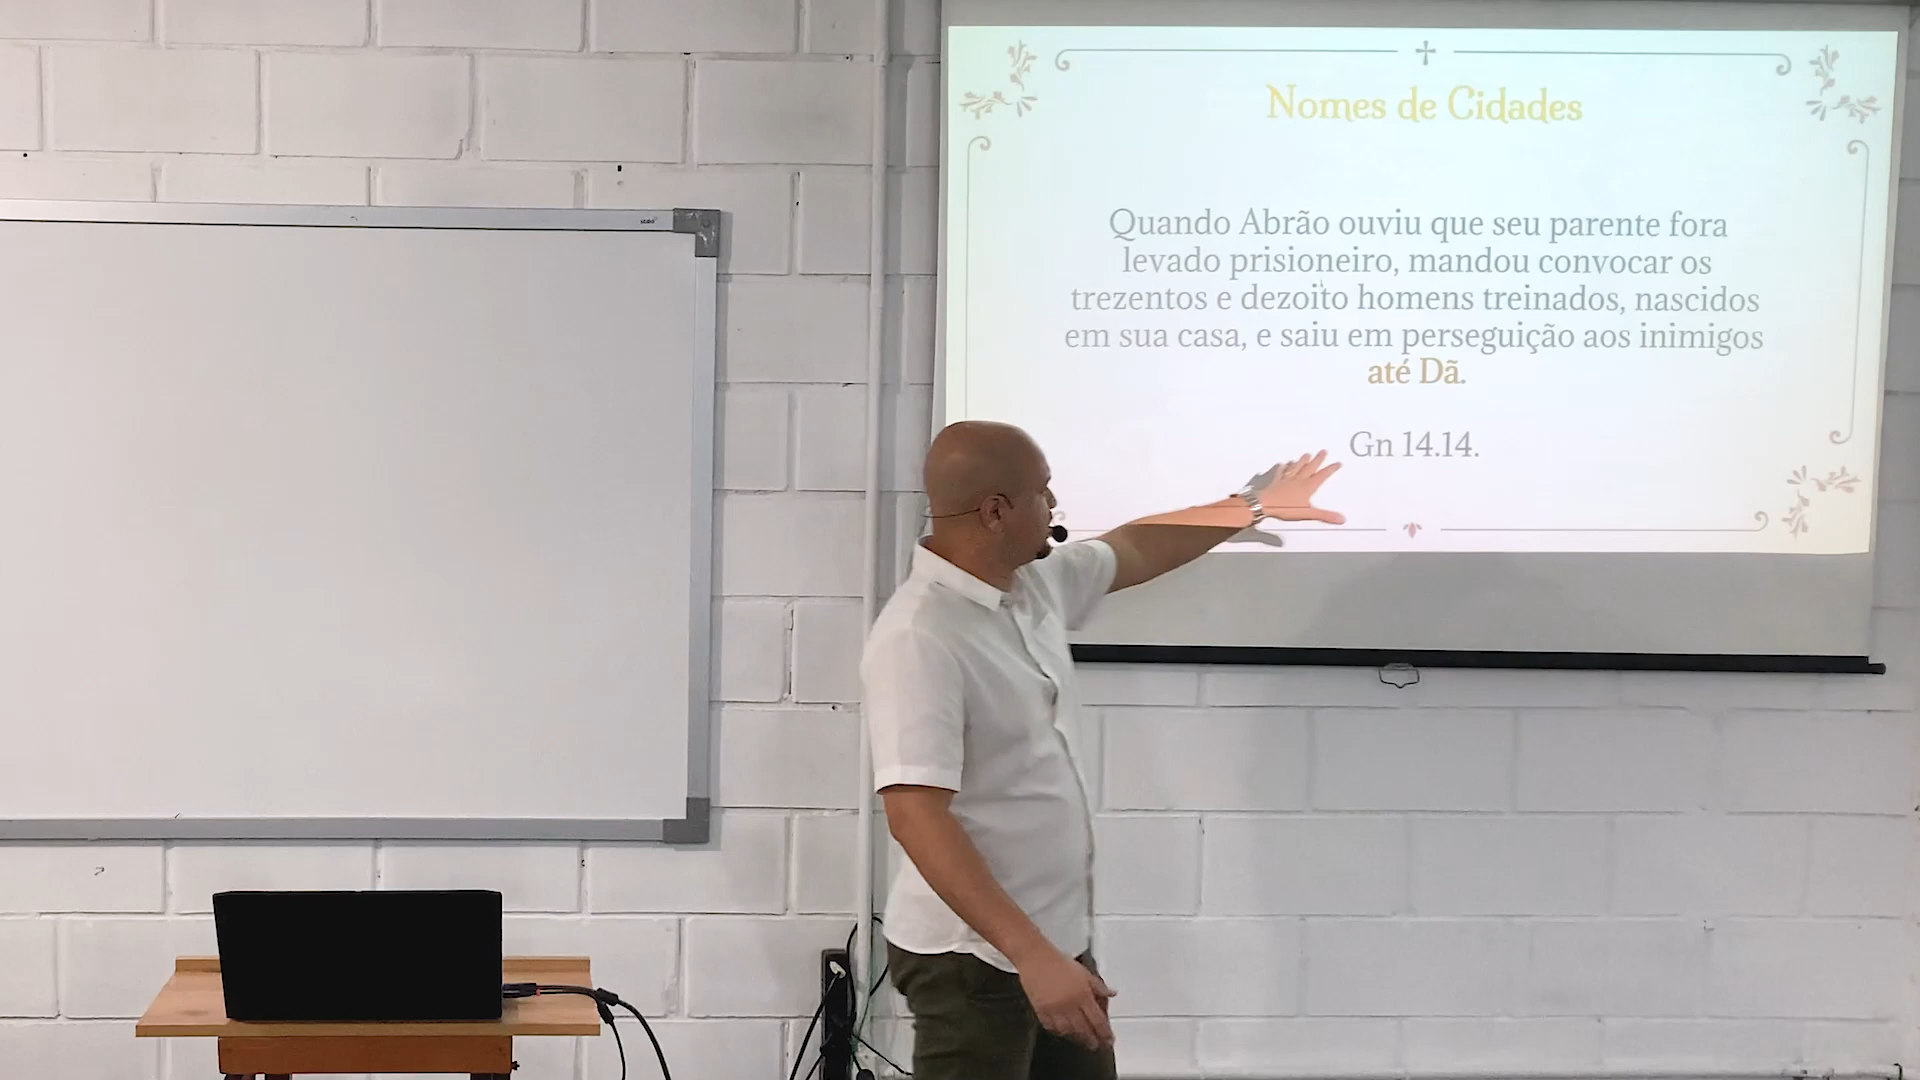 Nomes de Cidades
Quando Abrão ouviu que seu parente fora
levado prisioneiro, mandou convocar os
trezentos e dezoito homens treinados, nascidos
em sua casa, e saiu em perseguição aos inimigos
até Dã.
Gn 14.14.